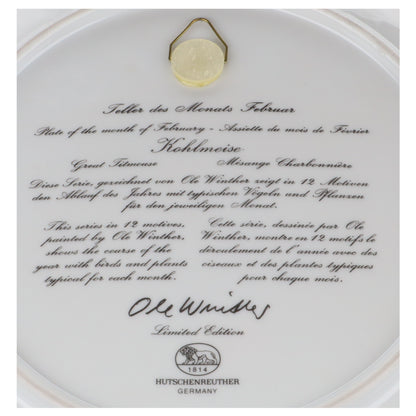 Teller des Monats Februar
Plate of the month of February - Assiette du mois de Février
Kohlmeise
Great Titmouse Mésange Charbonnière
Diese Serie, gezeichnet von Ole Winther zeigt in 12 Motiven
den Ablauf des Jahres mit typischen Vögeln und Pflanzen
für den jeweiligen Monat.
This series in 12 motives,
painted by Ole Winther,
shows the course of the
year with birds and plants
typical for each month.
Cette série, dessinée par Ole
Winther, montre en 12 motifs le
déroulement de l'année avec des
oiseaux et des plantes typiques
pour chaque mois.
Ole Winther
Limited Edition
1814
HUTSCHENREUTHER
GERMANY